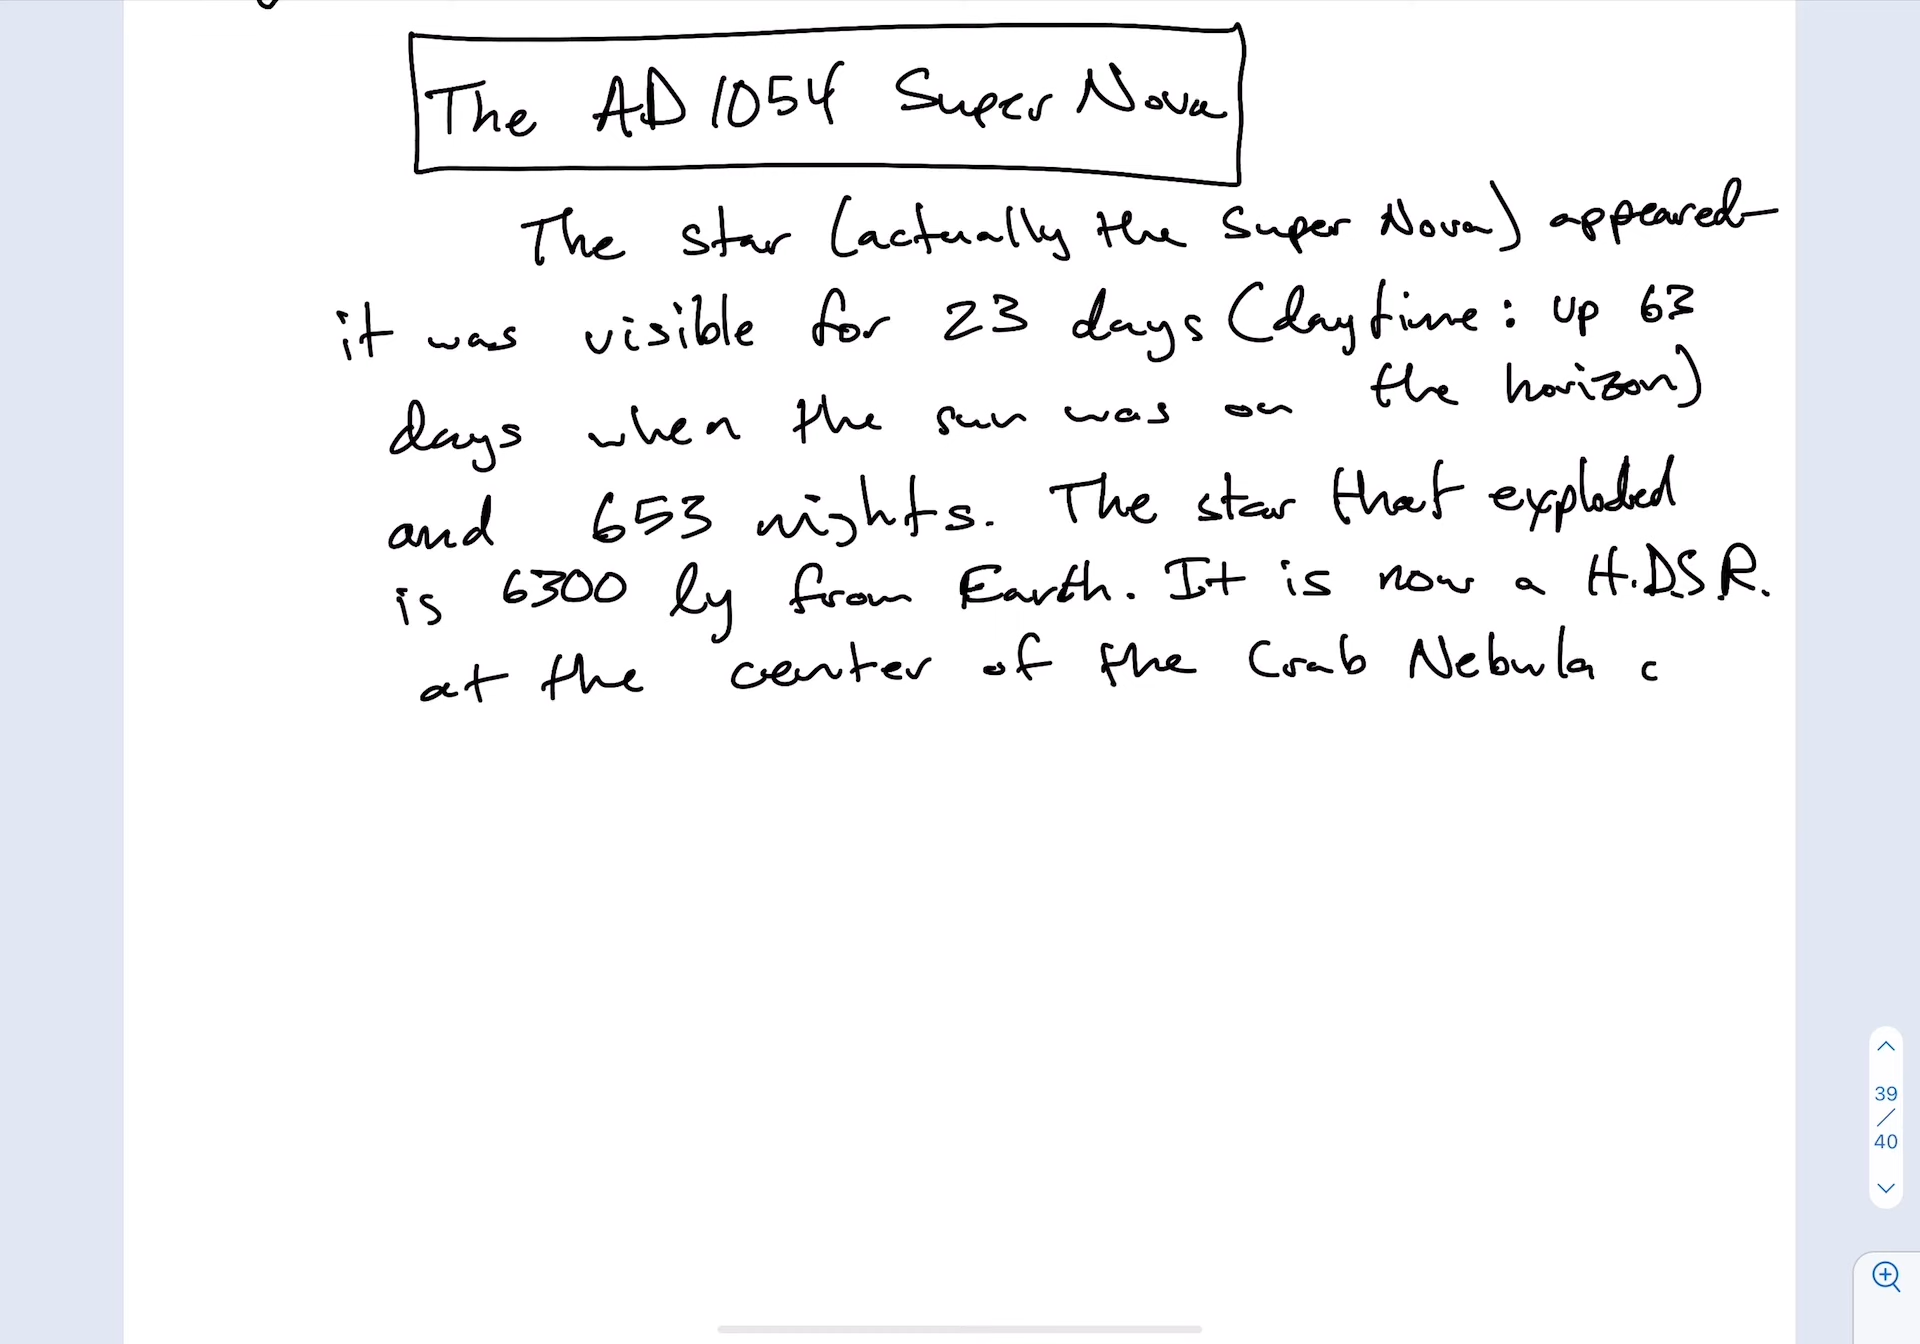 The AD 1054 Super Nova
The star (actually the Super Nova) appeared-
it was visible for 23 days (daytime: up 63
days when the sun was on the horizon)
and 653 nights. The star that exploded
is 6300 ly from Earth. It is now a H.D.S.R.
at the center of the Crab Nebula c
39
/
40